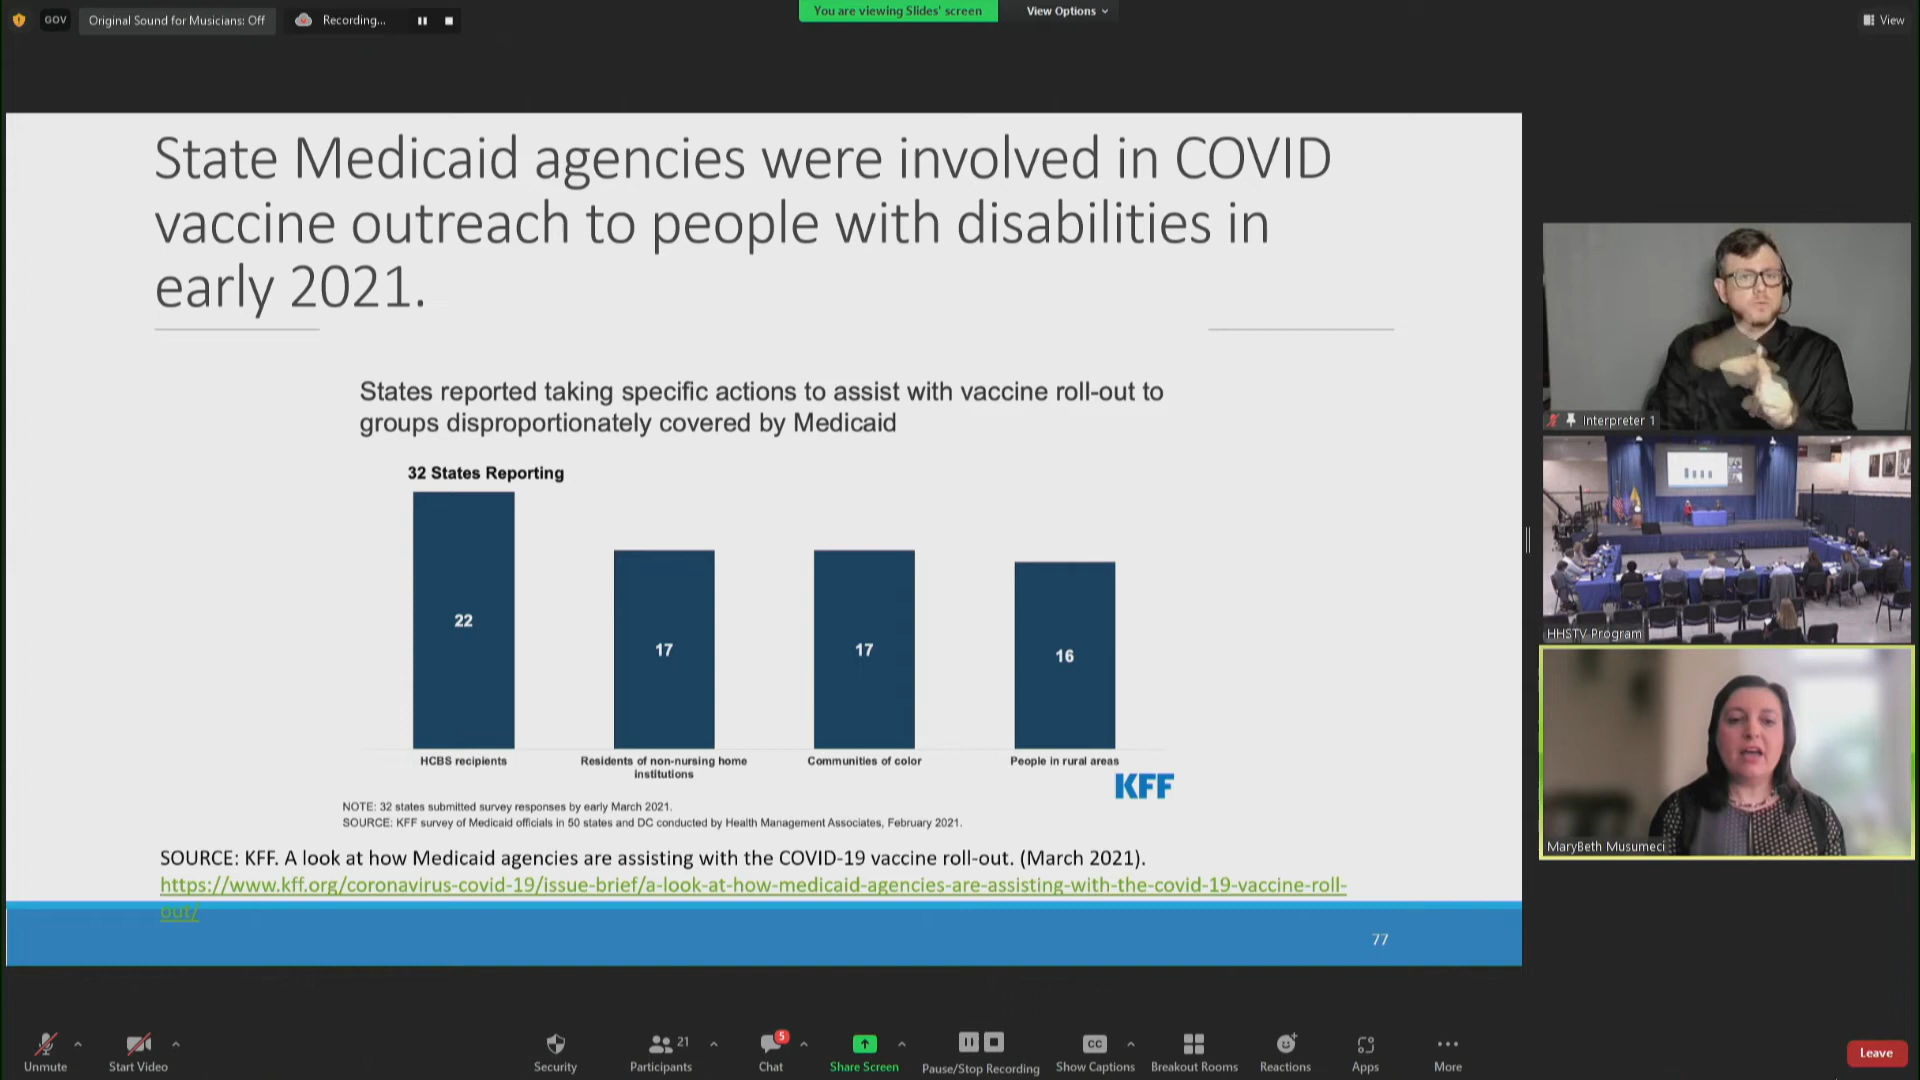 GOV
Original Sound for Musicians: Off
Recording...
You are viewing Slides' screen
View Options
View
State Medicaid agencies were involved in COVID
vaccine outreach to people with disabilities in
early 2021.
States reported taking specific actions to assist with vaccine roll-out to
groups disproportionately covered by Medicaid
32 States Reporting
22
17
17
16
HCBS recipients
Residents of non-nursing home
institutions
Communities of color
People in rural areas
KFF
NOTE: 32 states submitted survey responses by early March 2021.
SOURCE: KFF survey of Medicaid officials in 50 states and DC conducted by Health Management Associates, February 2021.
SOURCE: KFF. A look at how Medicaid agencies are assisting with the COVID-19 vaccine roll-out. (March 2021).
https://www.kff.org/coronavirus-covid-19/issue-brief/a-look-at-how-medicaid-agencies-are-assisting-with-the-covid-19-vaccine-roll-
out/
77
Interpreter 1
HHSTV Program
MaryBeth Musumeci
Unmute
Start Video
Security
Participants
21
Chat
5
Share Screen
Pause/Stop Recording
CC
Show Captions
Breakout Rooms
Reactions
Apps
More
Leave